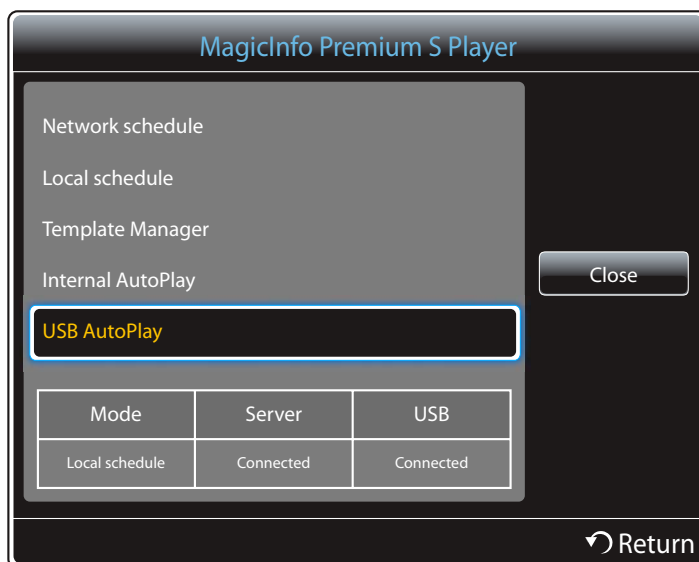 MagicInfo Premium S Player
Network schedule
Local schedule
Template Manager
Internal AutoPlay
USB AutoPlay
Close
Mode Server USB
Local schedule Connected Connected
Return